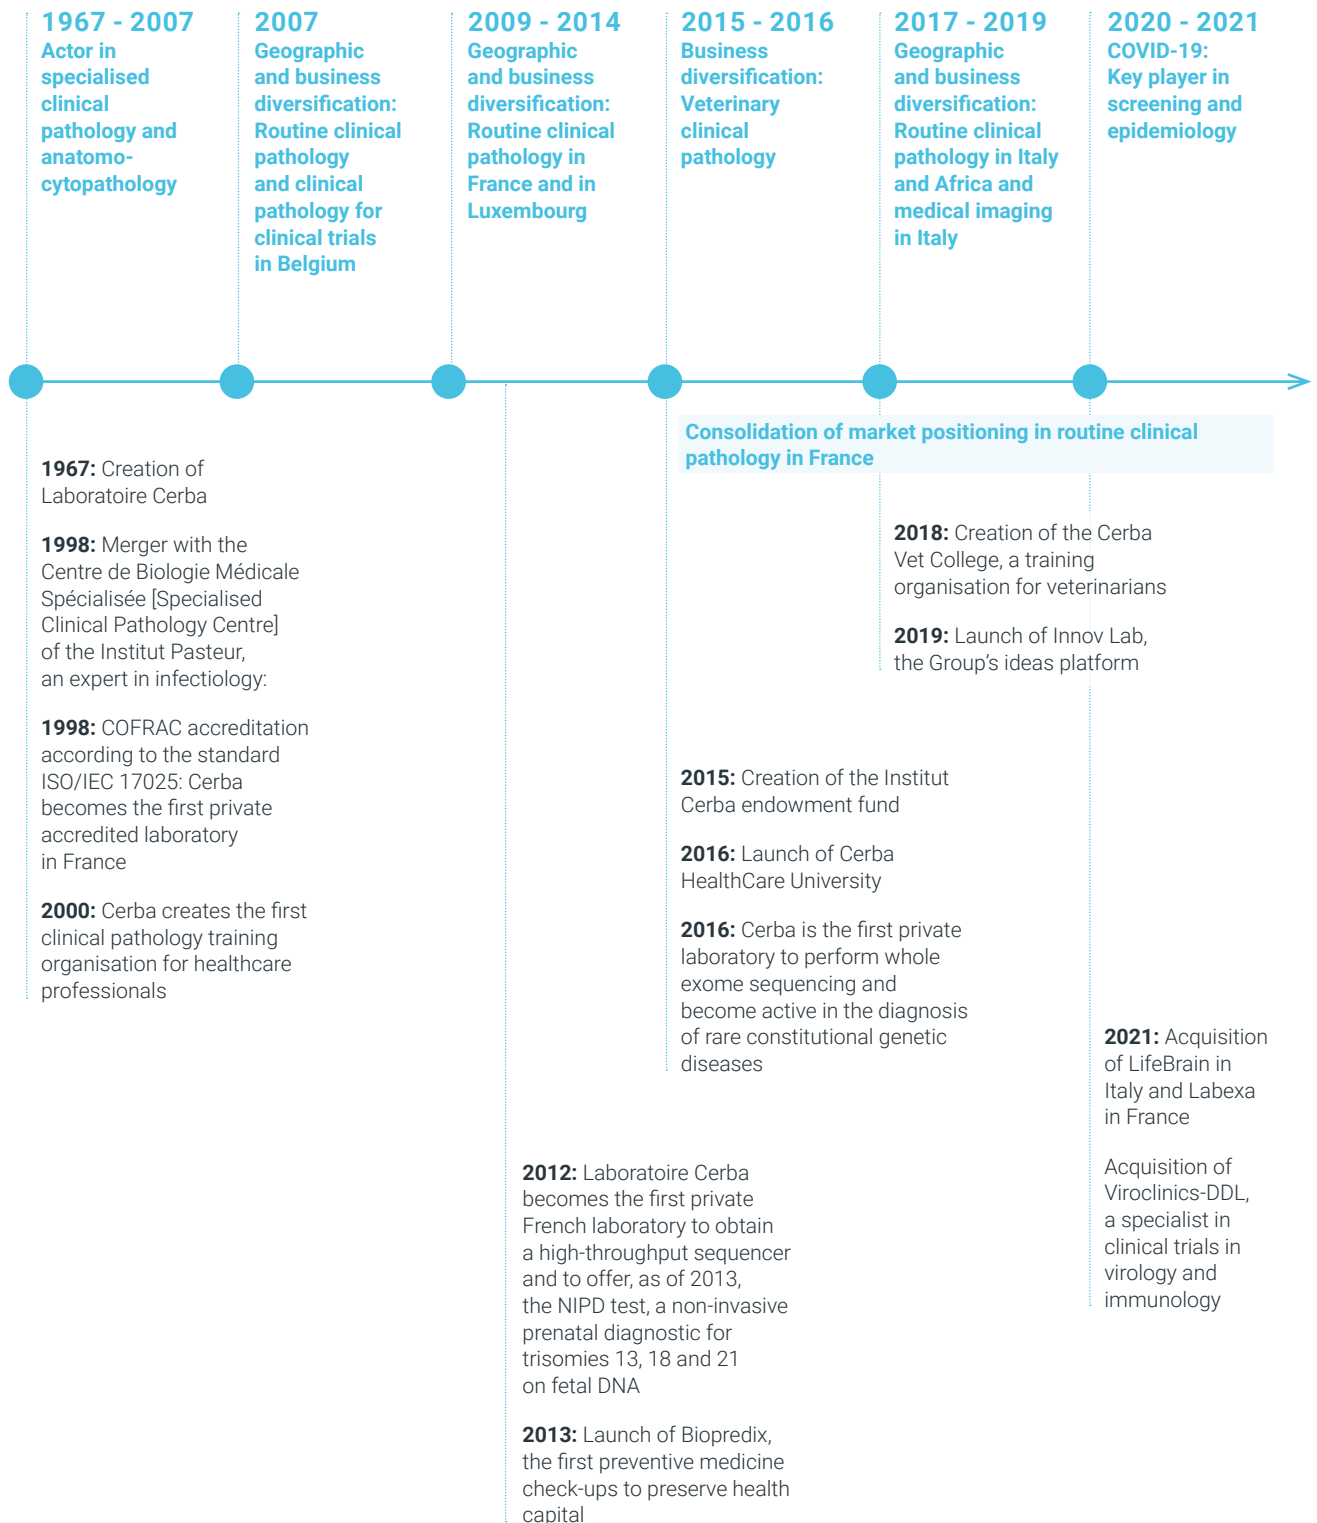 1967 - 2007
Actor in
specialised
clinical
pathology and
anatomo-
cytopathology
2007
Geographic
and business
diversification:
Routine clinical
pathology
and clinical
pathology for
clinical trials
in Belgium
2009 - 2014
Geographic
and business
diversification:
Routine clinical
pathology in
France and in
Luxembourg
2015 - 2016
Business
diversification:
Veterinary
clinical
pathology
2017 - 2019
Geographic
and business
diversification:
Routine clinical
pathology in Italy
and Africa and
medical imaging
in Italy
2020 - 2021
COVID-19:
Key player in
screening and
epidemiology
Consolidation of market positioning in routine clinical
pathology in France
1967: Creation of
Laboratoire Cerba
1998: Merger with the
Centre de Biologie Médicale
Spécialisée [Specialised
Clinical Pathology Centre]
of the Institut Pasteur,
an expert in infectiology:
1998: COFRAC accreditation
according to the standard
ISO/IEC 17025: Cerba
becomes the first private
accredited laboratory
in France
2000: Cerba creates the first
clinical pathology training
organisation for healthcare
professionals
2012: Laboratoire Cerba
becomes the first private
French laboratory to obtain
a high-throughput sequencer
and to offer, as of 2013,
the NIPD test, a non-invasive
prenatal diagnostic for
trisomies 13, 18 and 21
on fetal DNA
2013: Launch of Biopredix,
the first preventive medicine
check-ups to preserve health
capital
2015: Creation of the Institut
Cerba endowment fund
2016: Launch of Cerba
HealthCare University
2016: Cerba is the first private
laboratory to perform whole
exome sequencing and
become active in the diagnosis
of rare constitutional genetic
diseases
2018: Creation of the Cerba
Vet College, a training
organisation for veterinarians
2019: Launch of Innov Lab,
the Group's ideas platform
2021: Acquisition
of LifeBrain in
Italy and Labexa
in France
Acquisition of
Viroclinics-DDL,
a specialist in
clinical trials in
virology and
immunology